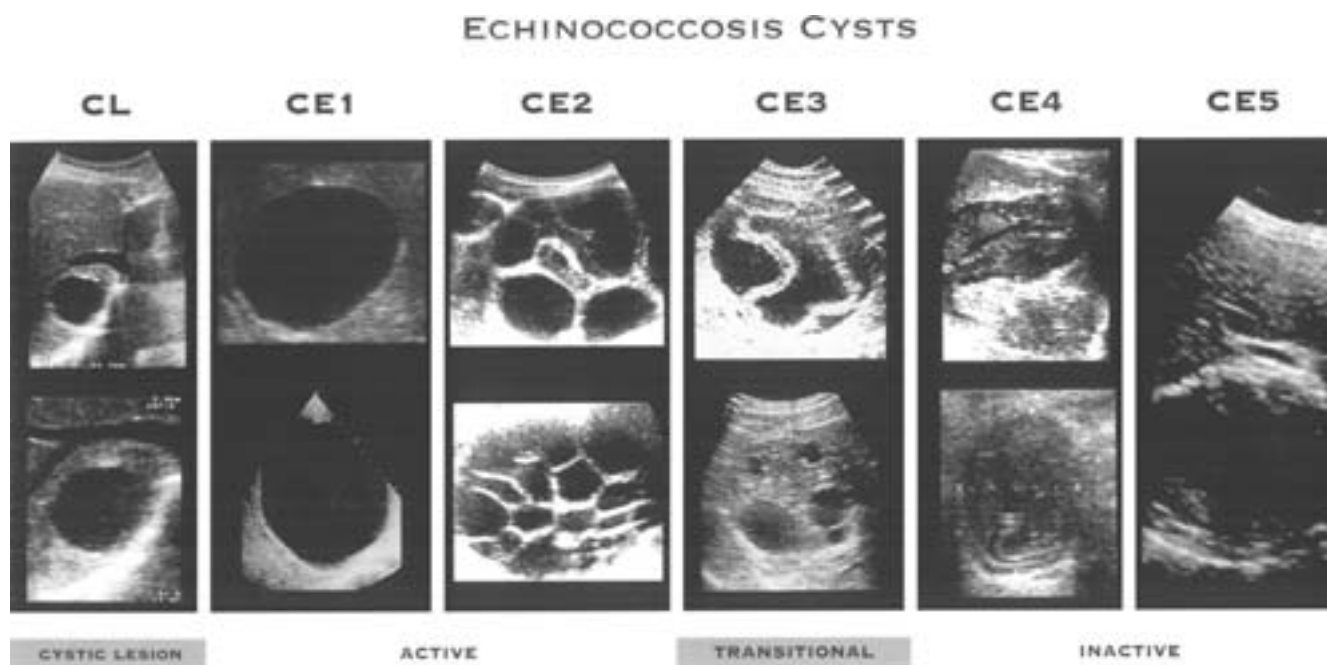 ECHINOCOCCOSIS CYSTS
CL CE1 CE2 CE3 CE4 CE5
CYSTIC LESION ACTIVE TRANSITIONAL INACTIVE